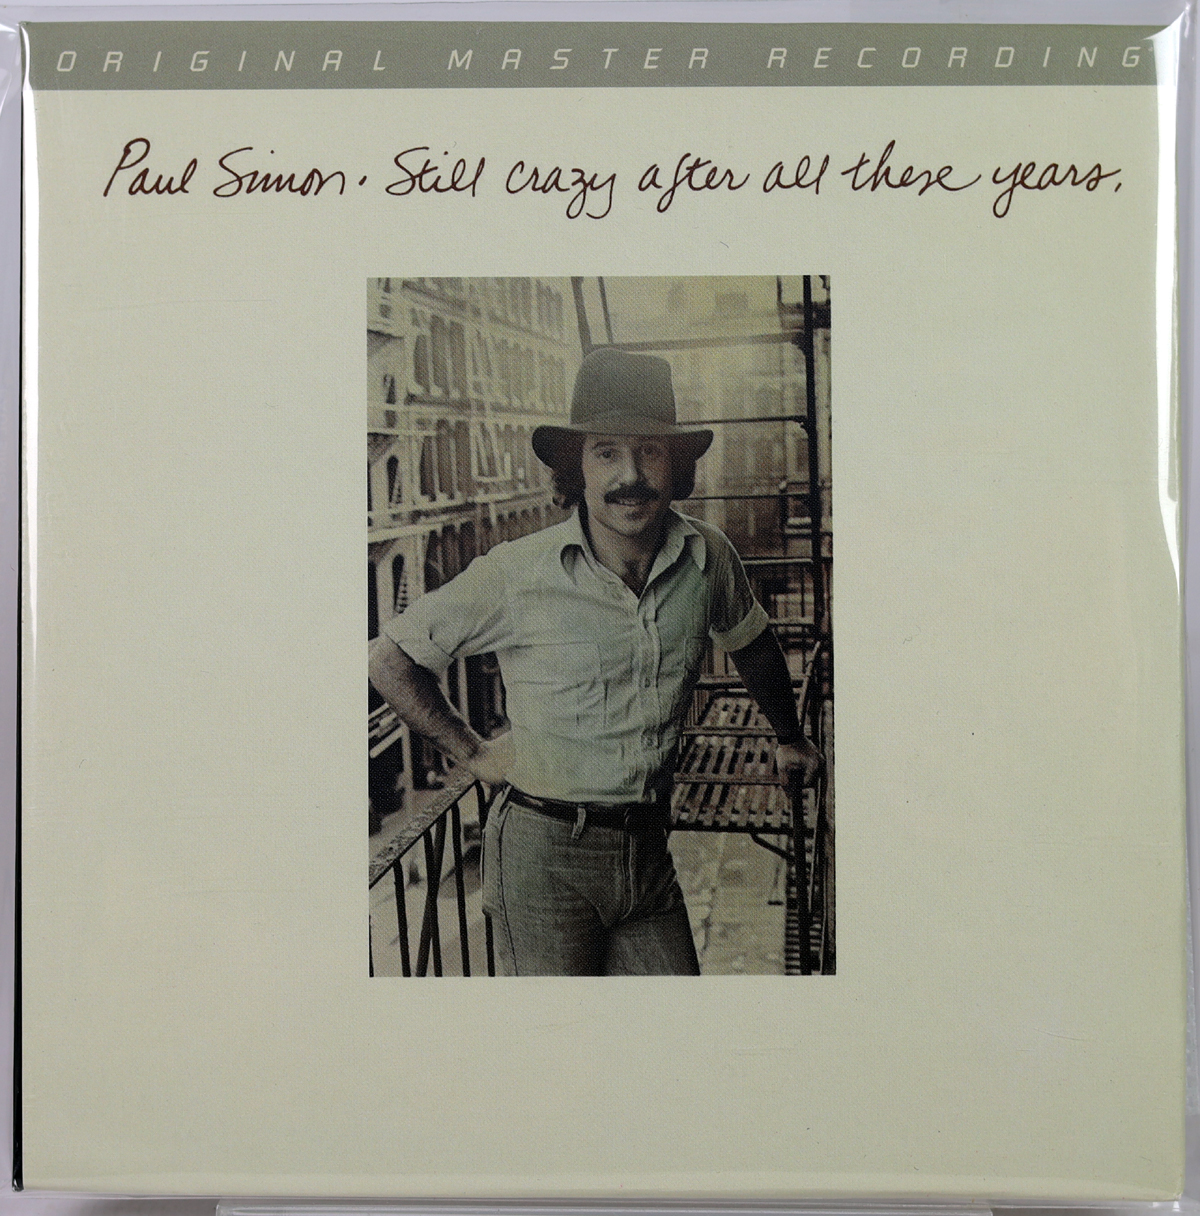 ORIGINAL MASTER RECORDING
Paul Simon · Still crazy after all these years.